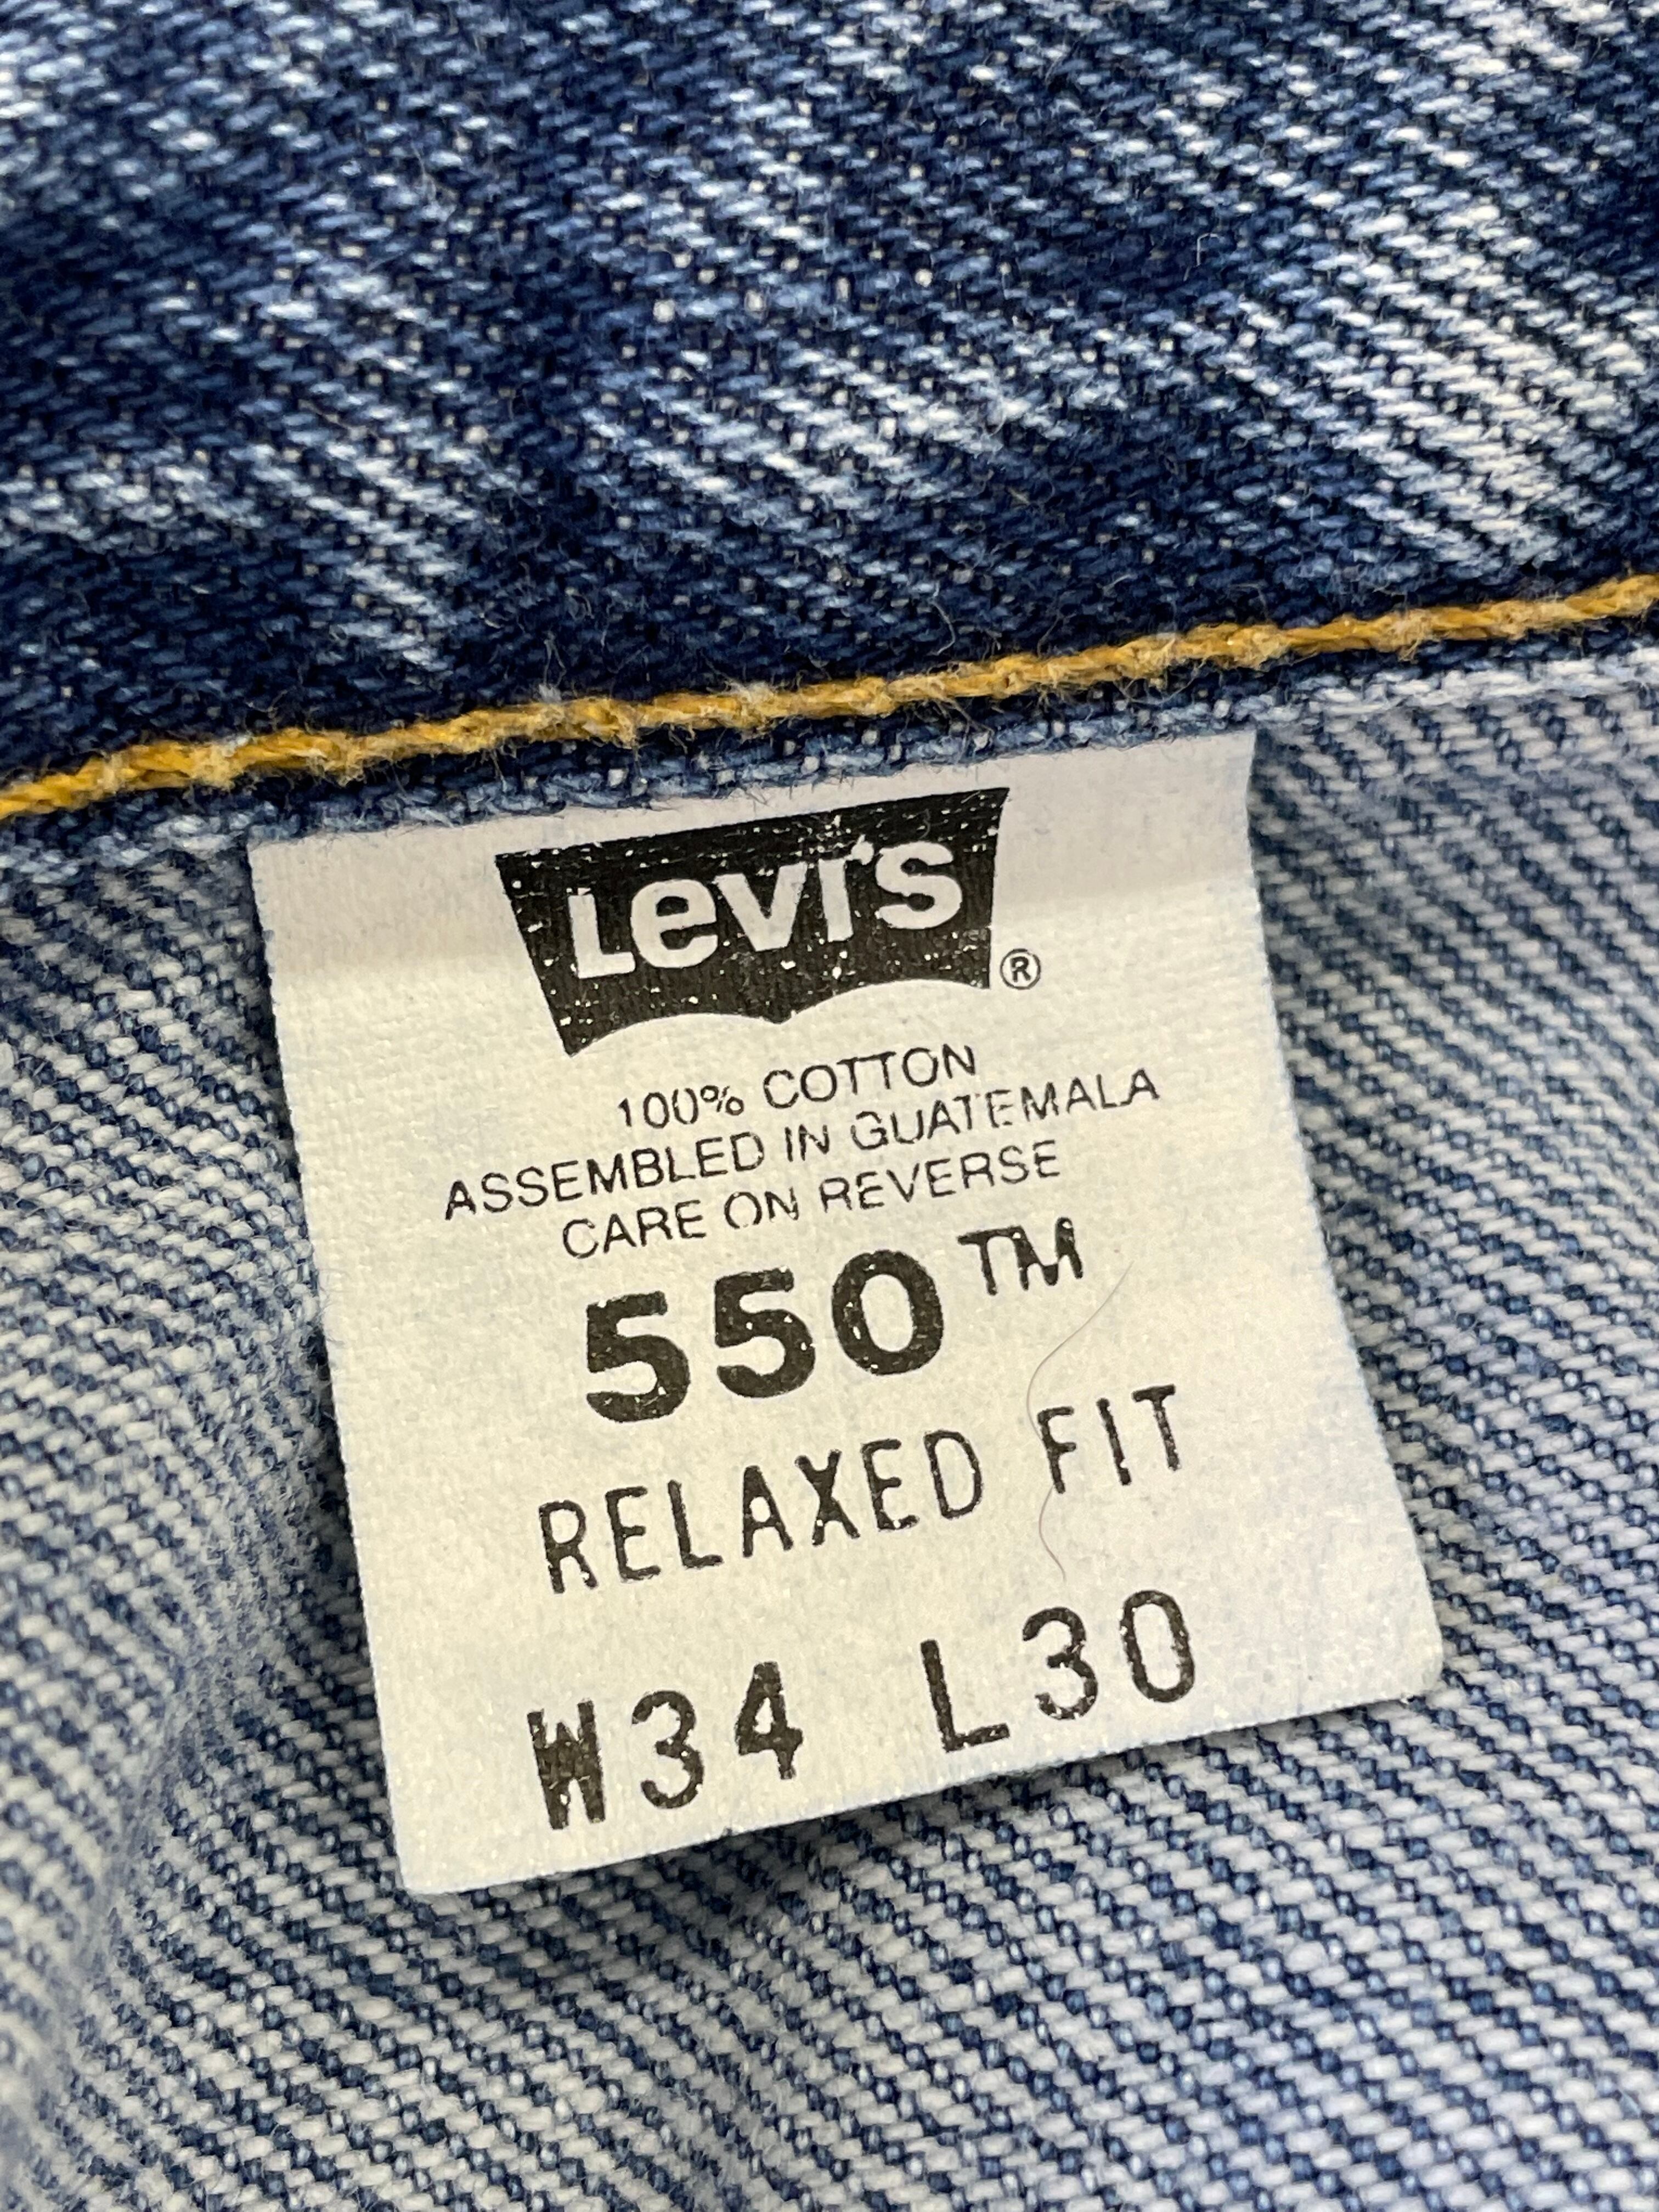 Levi's ®
100% COTTON
ASSEMBLED IN GUATEMALA
CARE ON REVERSE
550™
RELAXED FIT
W34 L30